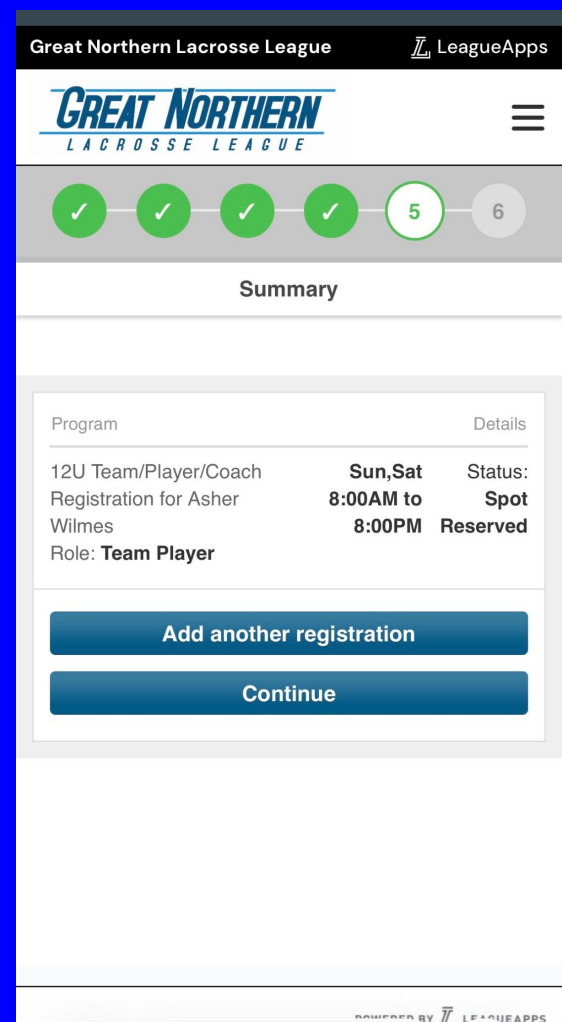 Great Northern Lacrosse League
LeagueApps
GREAT NORTHERN
LACROSSE LEAGUE
5
6
Summary
Program
Details
12U Team/Player/Coach
Registration for Asher
Wilmes
Role: Team Player
Sun,Sat
8:00AM to
8:00PM
Status:
Spot
Reserved
Add another registration
Continue
POWERED BY LEAGUEAPPS